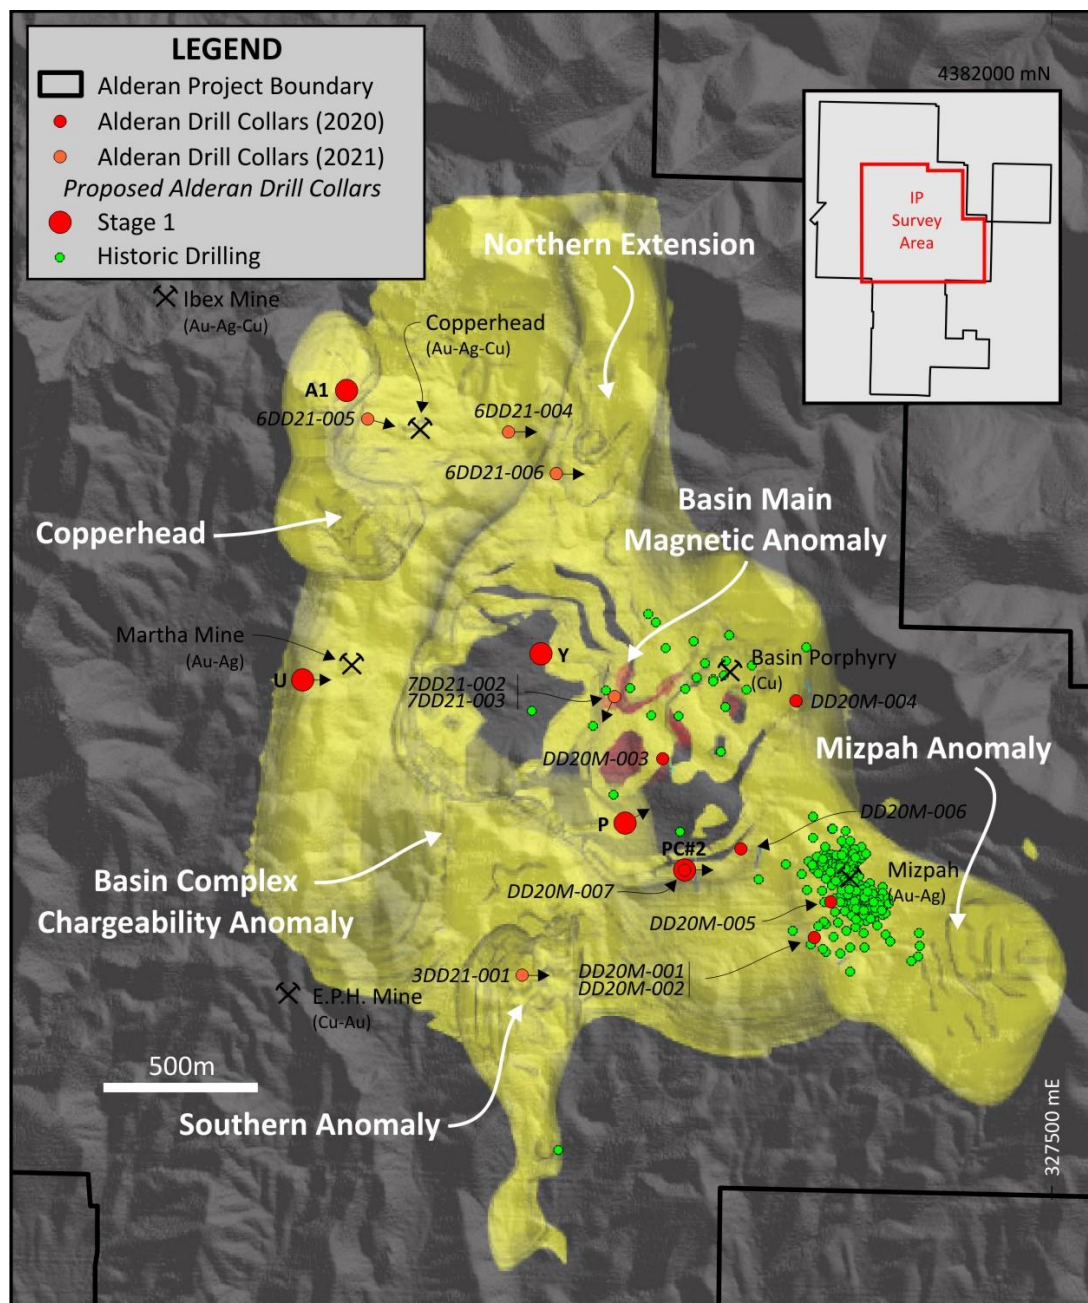 LEGEND
Alderan Project Boundary
Alderan Drill Collars (2020)
Alderan Drill Collars (2021)
Proposed Alderan Drill Collars
Stage 1
Historic Drilling
4382000 mN
IP
Survey
Area
Northern Extension
Ibex Mine
(Au-Ag-Cu)
Copperhead
(Au-Ag-Cu)
A1
6DD21-005
6DD21-004
6DD21-006
Copperhead
Basin Main
Magnetic Anomaly
Martha Mine
(Au-Ag)
U
Y
Basin Porphyry
(Cu)
7DD21-002
7DD21-003
DD20M-004
DD20M-003
Mizpah Anomaly
DD20M-006
P
PC#2
Basin Complex
Chargeability Anomaly
DD20M-007
Mizpah
(Au-Ag)
DD20M-005
3DD21-001
DD20M-001
DD20M-002
E.P.H. Mine
(Cu-Au)
500m
Southern Anomaly
327500 mE